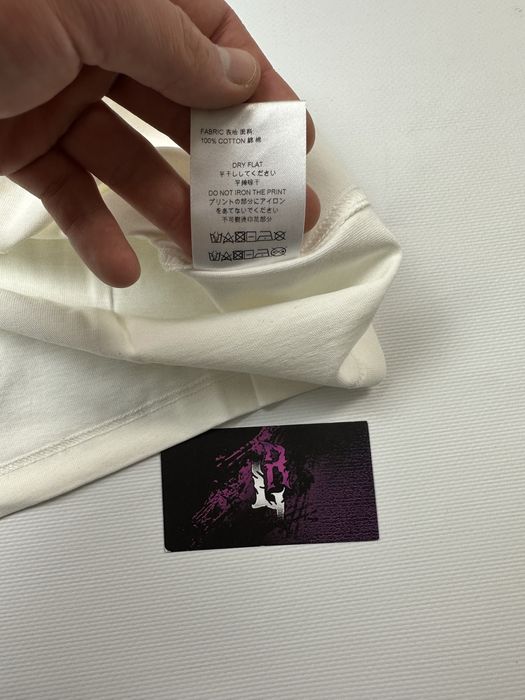 FABRIC 表地 面料:
100% COTTON 綿 棉
DRY FLAT
平干ししてください
平摊晾干
DO NOT IRON THE PRINT
プリントの部分にアイロン
をあてないでください
不可熨烫印花部分